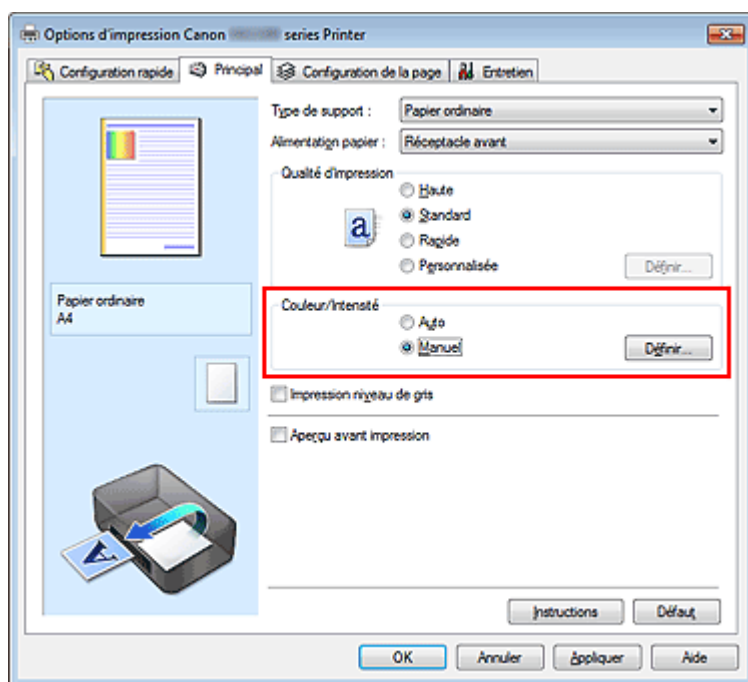 Options d'impression Canon series Printer
Configuration rapide Principal Configuration de la page Entretien
Type de support : Papier ordinaire
Alimentation papier : Réceptacle avant
Qualité d'impression
Haute
a Standard
Rapide
Personnalisée Définir...
Couleur/Intensité
Auto
Manuel Définir...
Papier ordinaire
A4
Impression niveau de gris
Aperçu avant impression
A
Instructions Défaut
OK Annuler Appliquer Aide